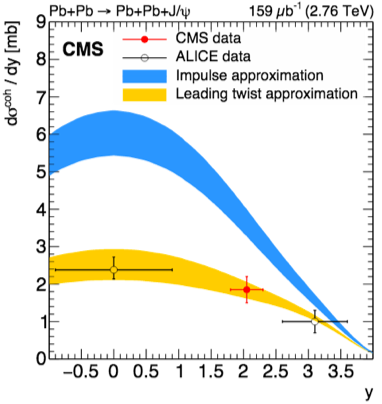 Pb+Pb → Pb+Pb+J/ψ 159 μb⁻¹ (2.76 TeV)
CMS
CMS data
ALICE data
Impulse approximation
Leading twist approximation
dσᶜᵒʰ / dy [mb]
9
8
7
6
5
4
3
2
1
0
−0.5 0 0.5 1 1.5 2 2.5 3 3.5
y